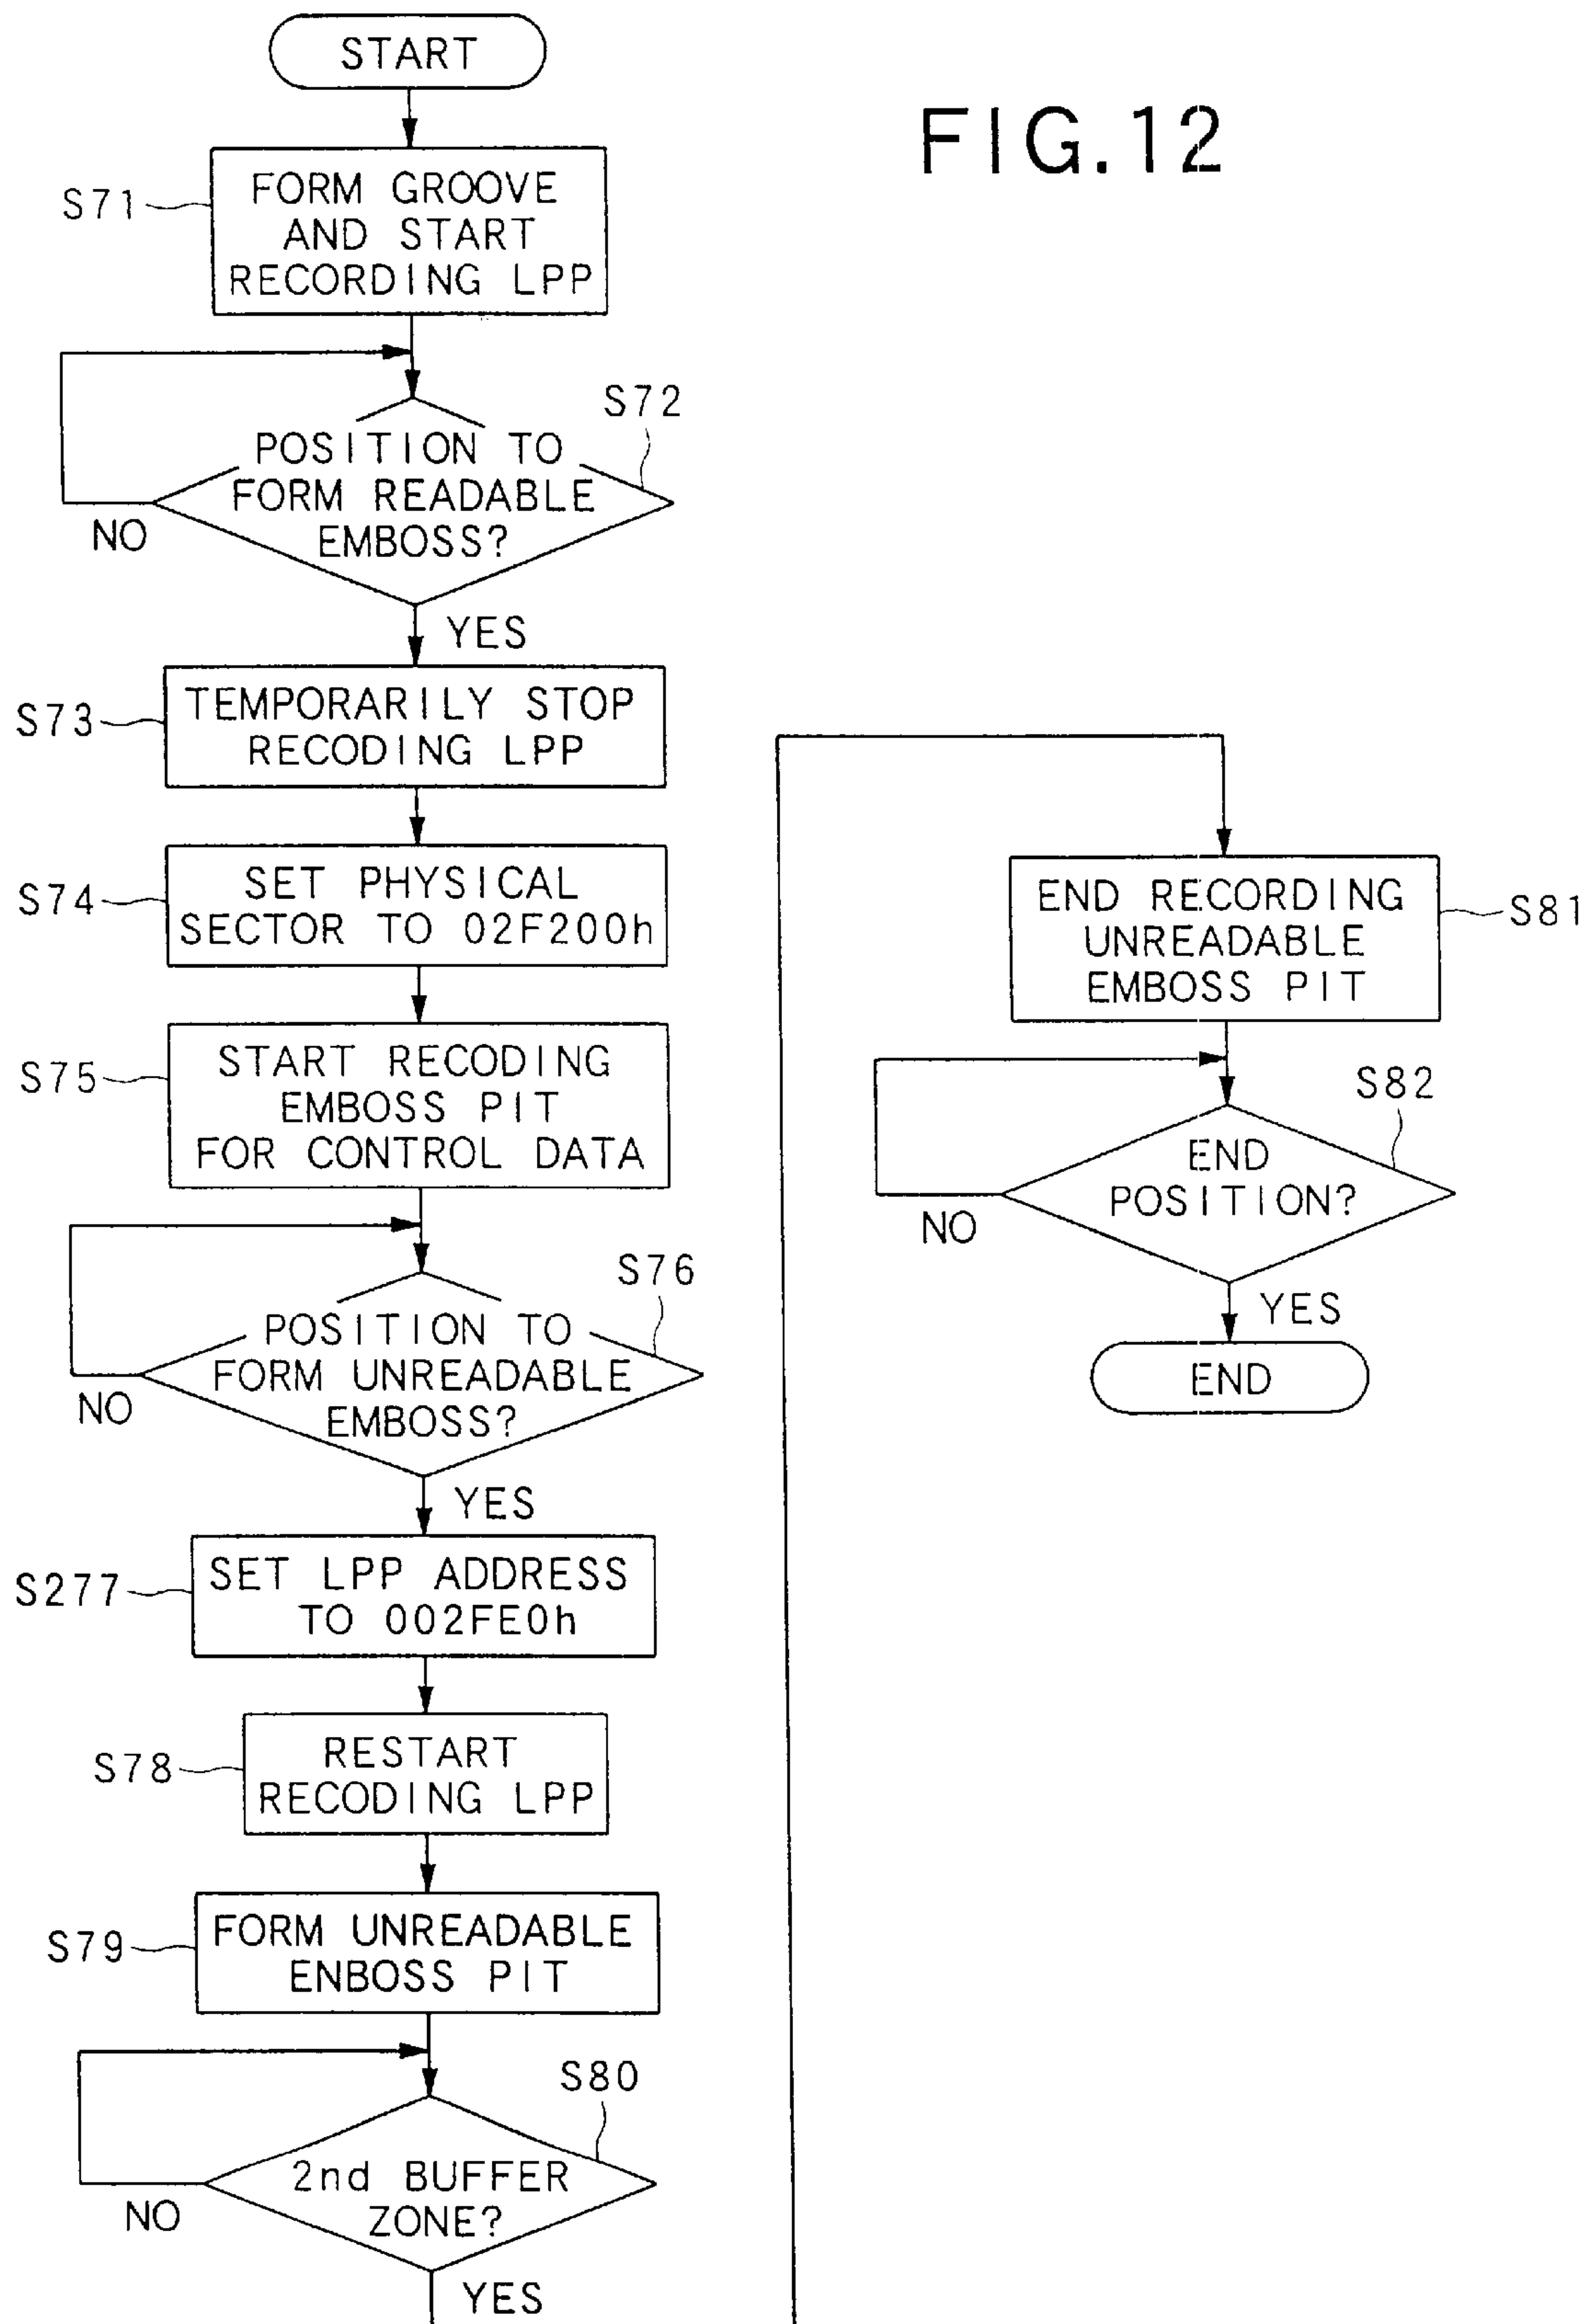 START
FIG.12
S71
FORM GROOVE
AND START
RECORDING LPP
S72
POSITION TO
FORM READABLE
EMBOSS?
NO
YES
S73
TEMPORARILY STOP
RECODING LPP
S74
SET PHYSICAL
SECTOR TO 02F200h
S75
START RECODING
EMBOSS PIT
FOR CONTROL DATA
S76
POSITION TO
FORM UNREADABLE
EMBOSS?
NO
YES
S277
SET LPP ADDRESS
TO 002FE0h
S78
RESTART
RECODING LPP
S79
FORM UNREADABLE
ENBOSS PIT
S80
2nd BUFFER
ZONE?
NO
YES
END RECORDING
UNREADABLE
EMBOSS PIT
S81
S82
END
POSITION?
NO
YES
END